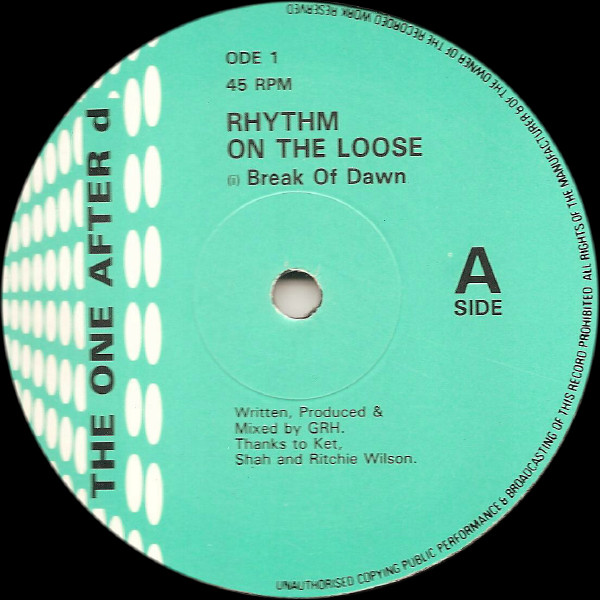 THE ONE AFTER d
ODE 1
45 RPM
RHYTHM
ON THE LOOSE
(ii) Break Of Dawn
A
SIDE
Written, Produced &
Mixed by GRH.
Thanks to Ket,
Shah and Ritchie Wilson.
UNAUTHORISED COPYING PUBLIC PERFORMANCE & BROADCASTING OF THIS RECORD PROHIBITED ALL RIGHTS OF THE MANUFACTURER & OF THE OWNER OF THE RECORDED WORK RESERVED